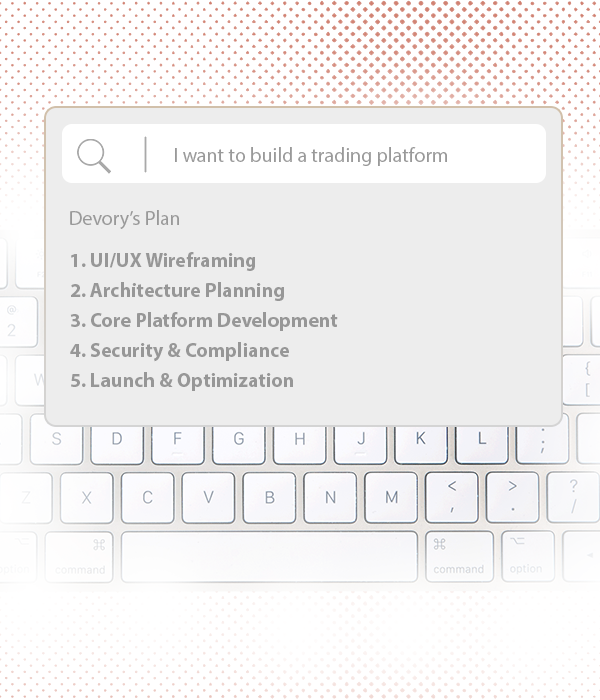 I want to build a trading platform
Devory’s Plan
1. UI/UX Wireframing
2. Architecture Planning
3. Core Platform Development
4. Security & Compliance
5. Launch & Optimization
@
2
W
{
[
S D F G H J K L :
;
Z X C V B N M < > ?
, . /
⌘ ⌘ ⌥
option command command option